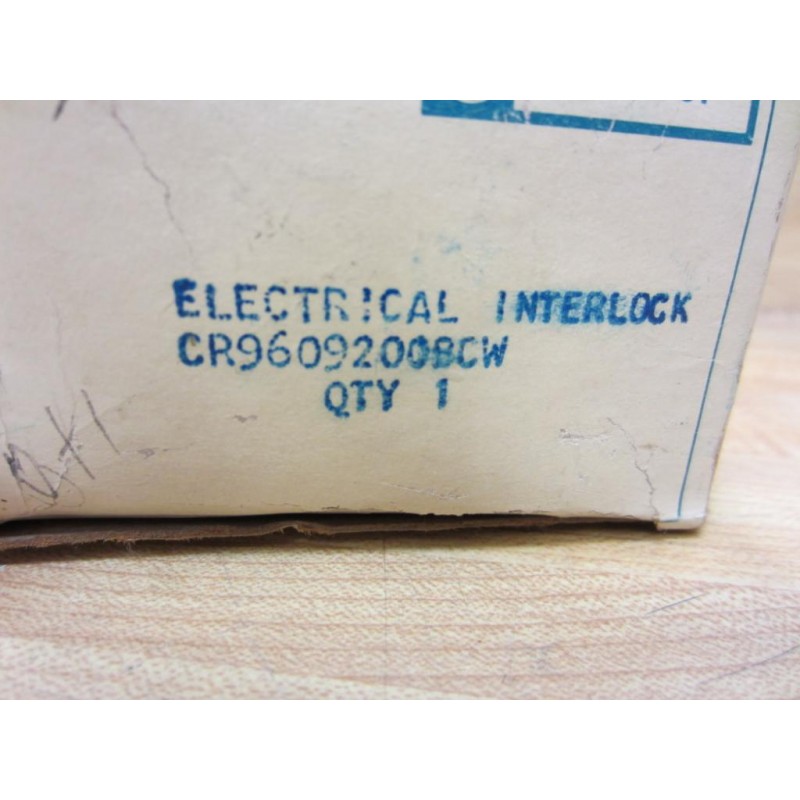 ELECTRICAL INTERLOCK
CR9609200BCW
QTY 1